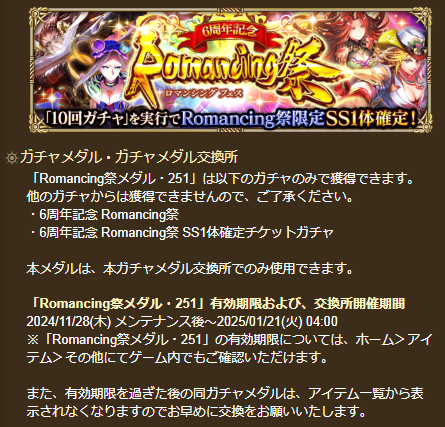 6周年記念
Romancing祭
ロマンシング フェス
「10回ガチャ」を実行でRomancing祭限定SS1体確定!
ガチャメダル・ガチャメダル交換所
「Romancing祭メダル・251」は以下のガチャのみで獲得できます。
他のガチャからは獲得できませんので、ご了承ください。
・6周年記念 Romancing祭
・6周年記念 Romancing祭 SS1体確定チケットガチャ
本メダルは、本ガチャメダル交換所でのみ使用できます。
「Romancing祭メダル・251」有効期限および、交換所開催期間
2024/11/28(木) メンテナンス後～2025/01/21(火) 04:00
※「Romancing祭メダル・251」の有効期限については、ホーム＞アイ
テム＞その他にてゲーム内でもご確認いただけます。
また、有効期限を過ぎた後の同ガチャメダルは、アイテム一覧から表
示されなくなりますのでお早めに交換をお願いいたします。